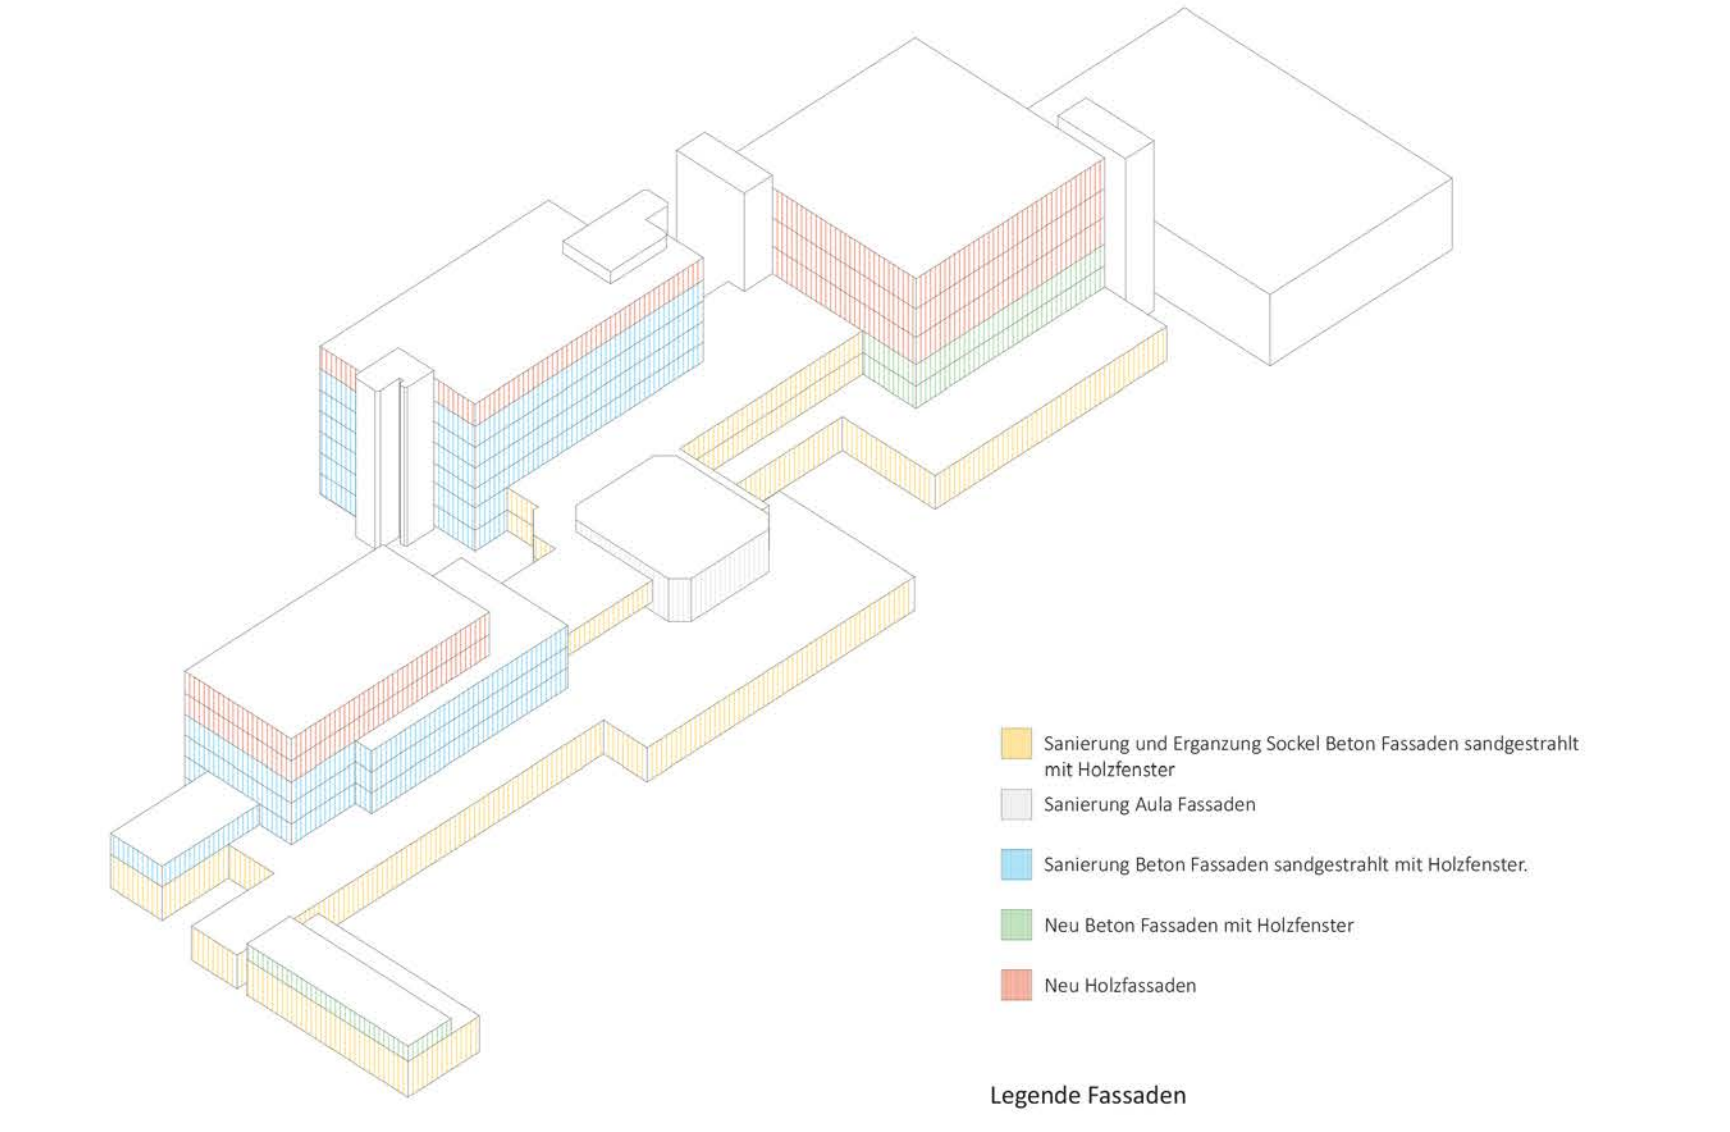 Sanierung und Erganzung Sockel Beton Fassaden sandgestrahlt
mit Holzfenster
Sanierung Aula Fassaden
Sanierung Beton Fassaden sandgestrahlt mit Holzfenster.
Neu Beton Fassaden mit Holzfenster
Neu Holzfassaden
Legende Fassaden